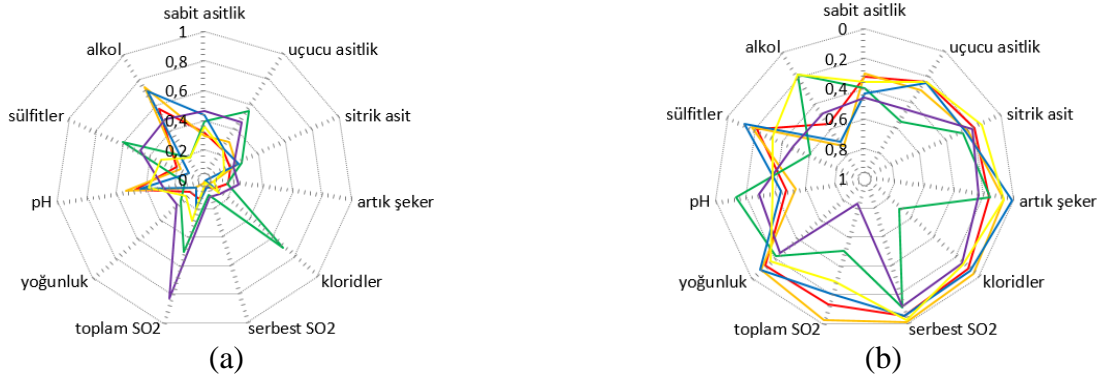 sabit asitlik
1
0,8
0,6
0,4
0,2
0
uçucu asitlik
sitrik asit
artık şeker
kloridler
serbest SO2
toplam SO2
yoğunluk
pH
sülfitler
alkol
(a)
sabit asitlik
0
0,2
0,4
0,6
0,8
1
uçucu asitlik
sitrik asit
artık şeker
kloridler
serbest SO2
toplam SO2
yoğunluk
pH
sülfitler
alkol
(b)